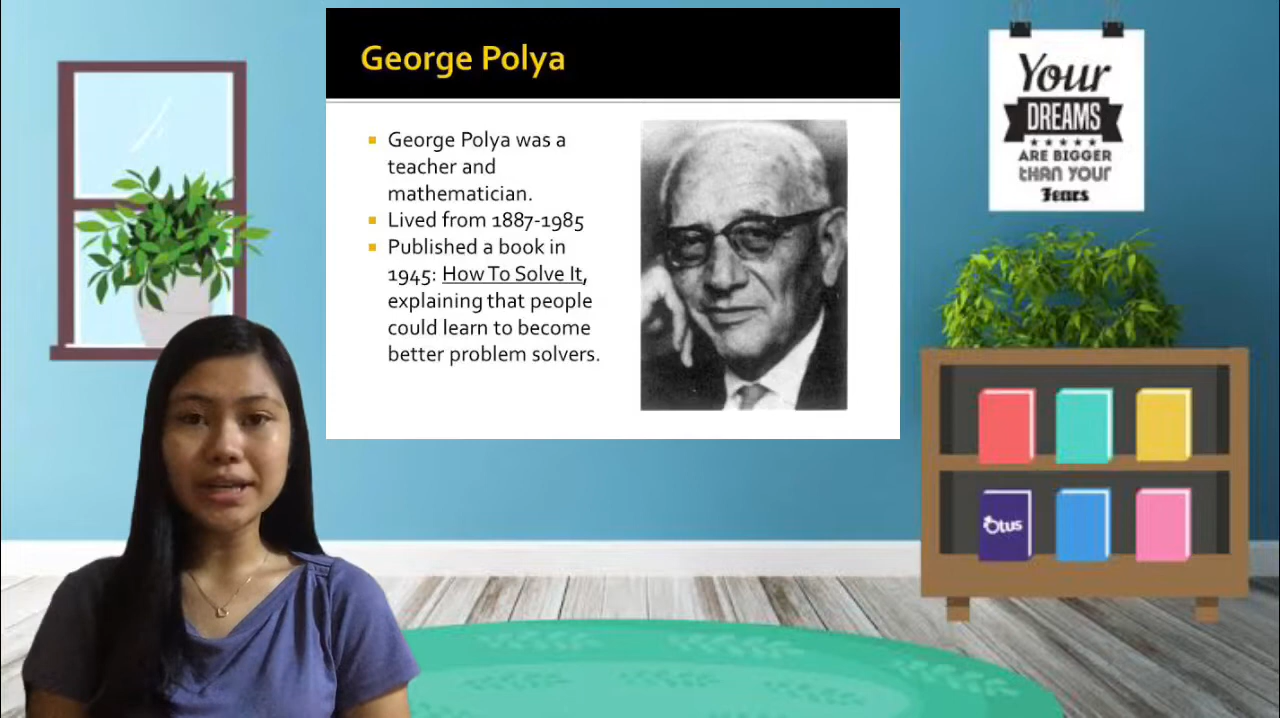 George Polya
George Polya was a
teacher and
mathematician.
Lived from 1887-1985
Published a book in
1945: How To Solve It,
explaining that people
could learn to become
better problem solvers.
Your
DREAMS
ARE BIGGER
than YOUR
Fears
Otus